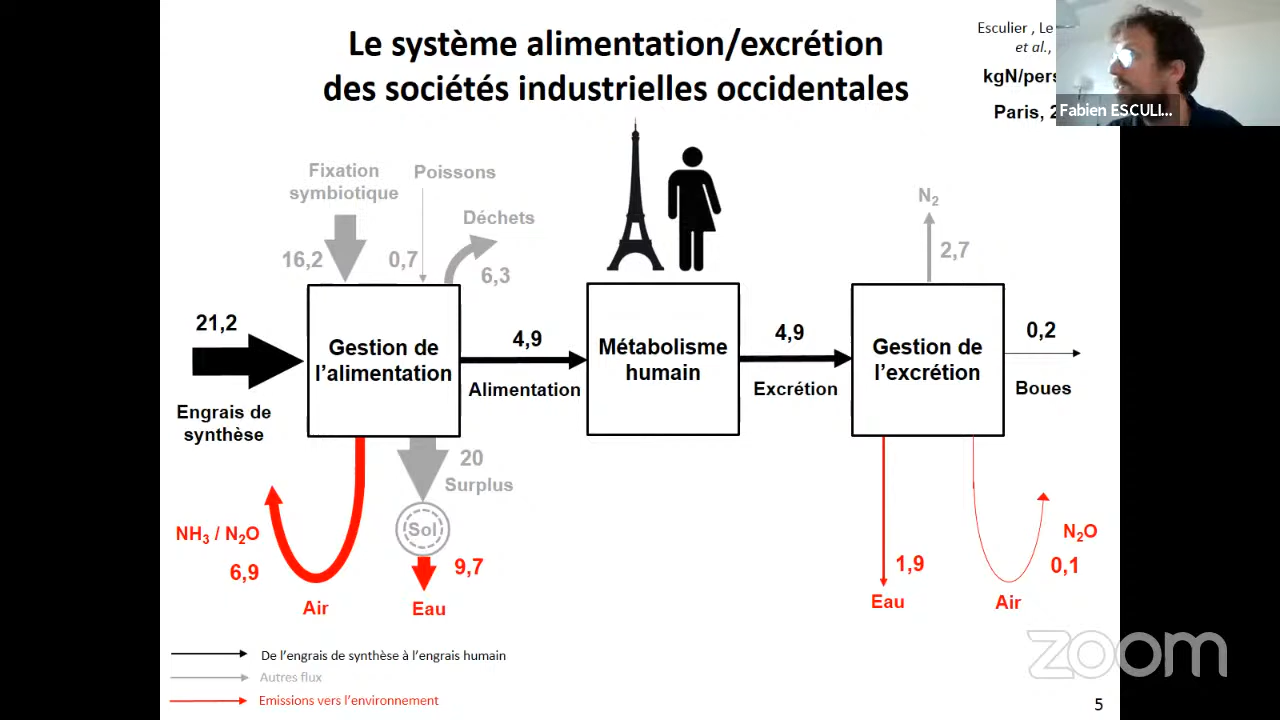 Le système alimentation/excrétion
des sociétés industrielles occidentales
Esculier , Le
et al.,
kgN/pers
Paris, 2
Fabien ESCULI...
Fixation
symbiotique
Poissons
Déchets
16,2
0,7
6,3
N₂
2,7
21,2
Engrais de
synthèse
Gestion de
l'alimentation
4,9
Alimentation
Métabolisme
humain
4,9
Excrétion
Gestion de
l'excrétion
0,2
Boues
20
Surplus
Sol
NH₃ / N₂O
6,9
Air
9,7
Eau
1,9
Eau
N₂O
0,1
Air
De l'engrais de synthèse à l'engrais humain
Autres flux
Emissions vers l'environnement
zoom
5